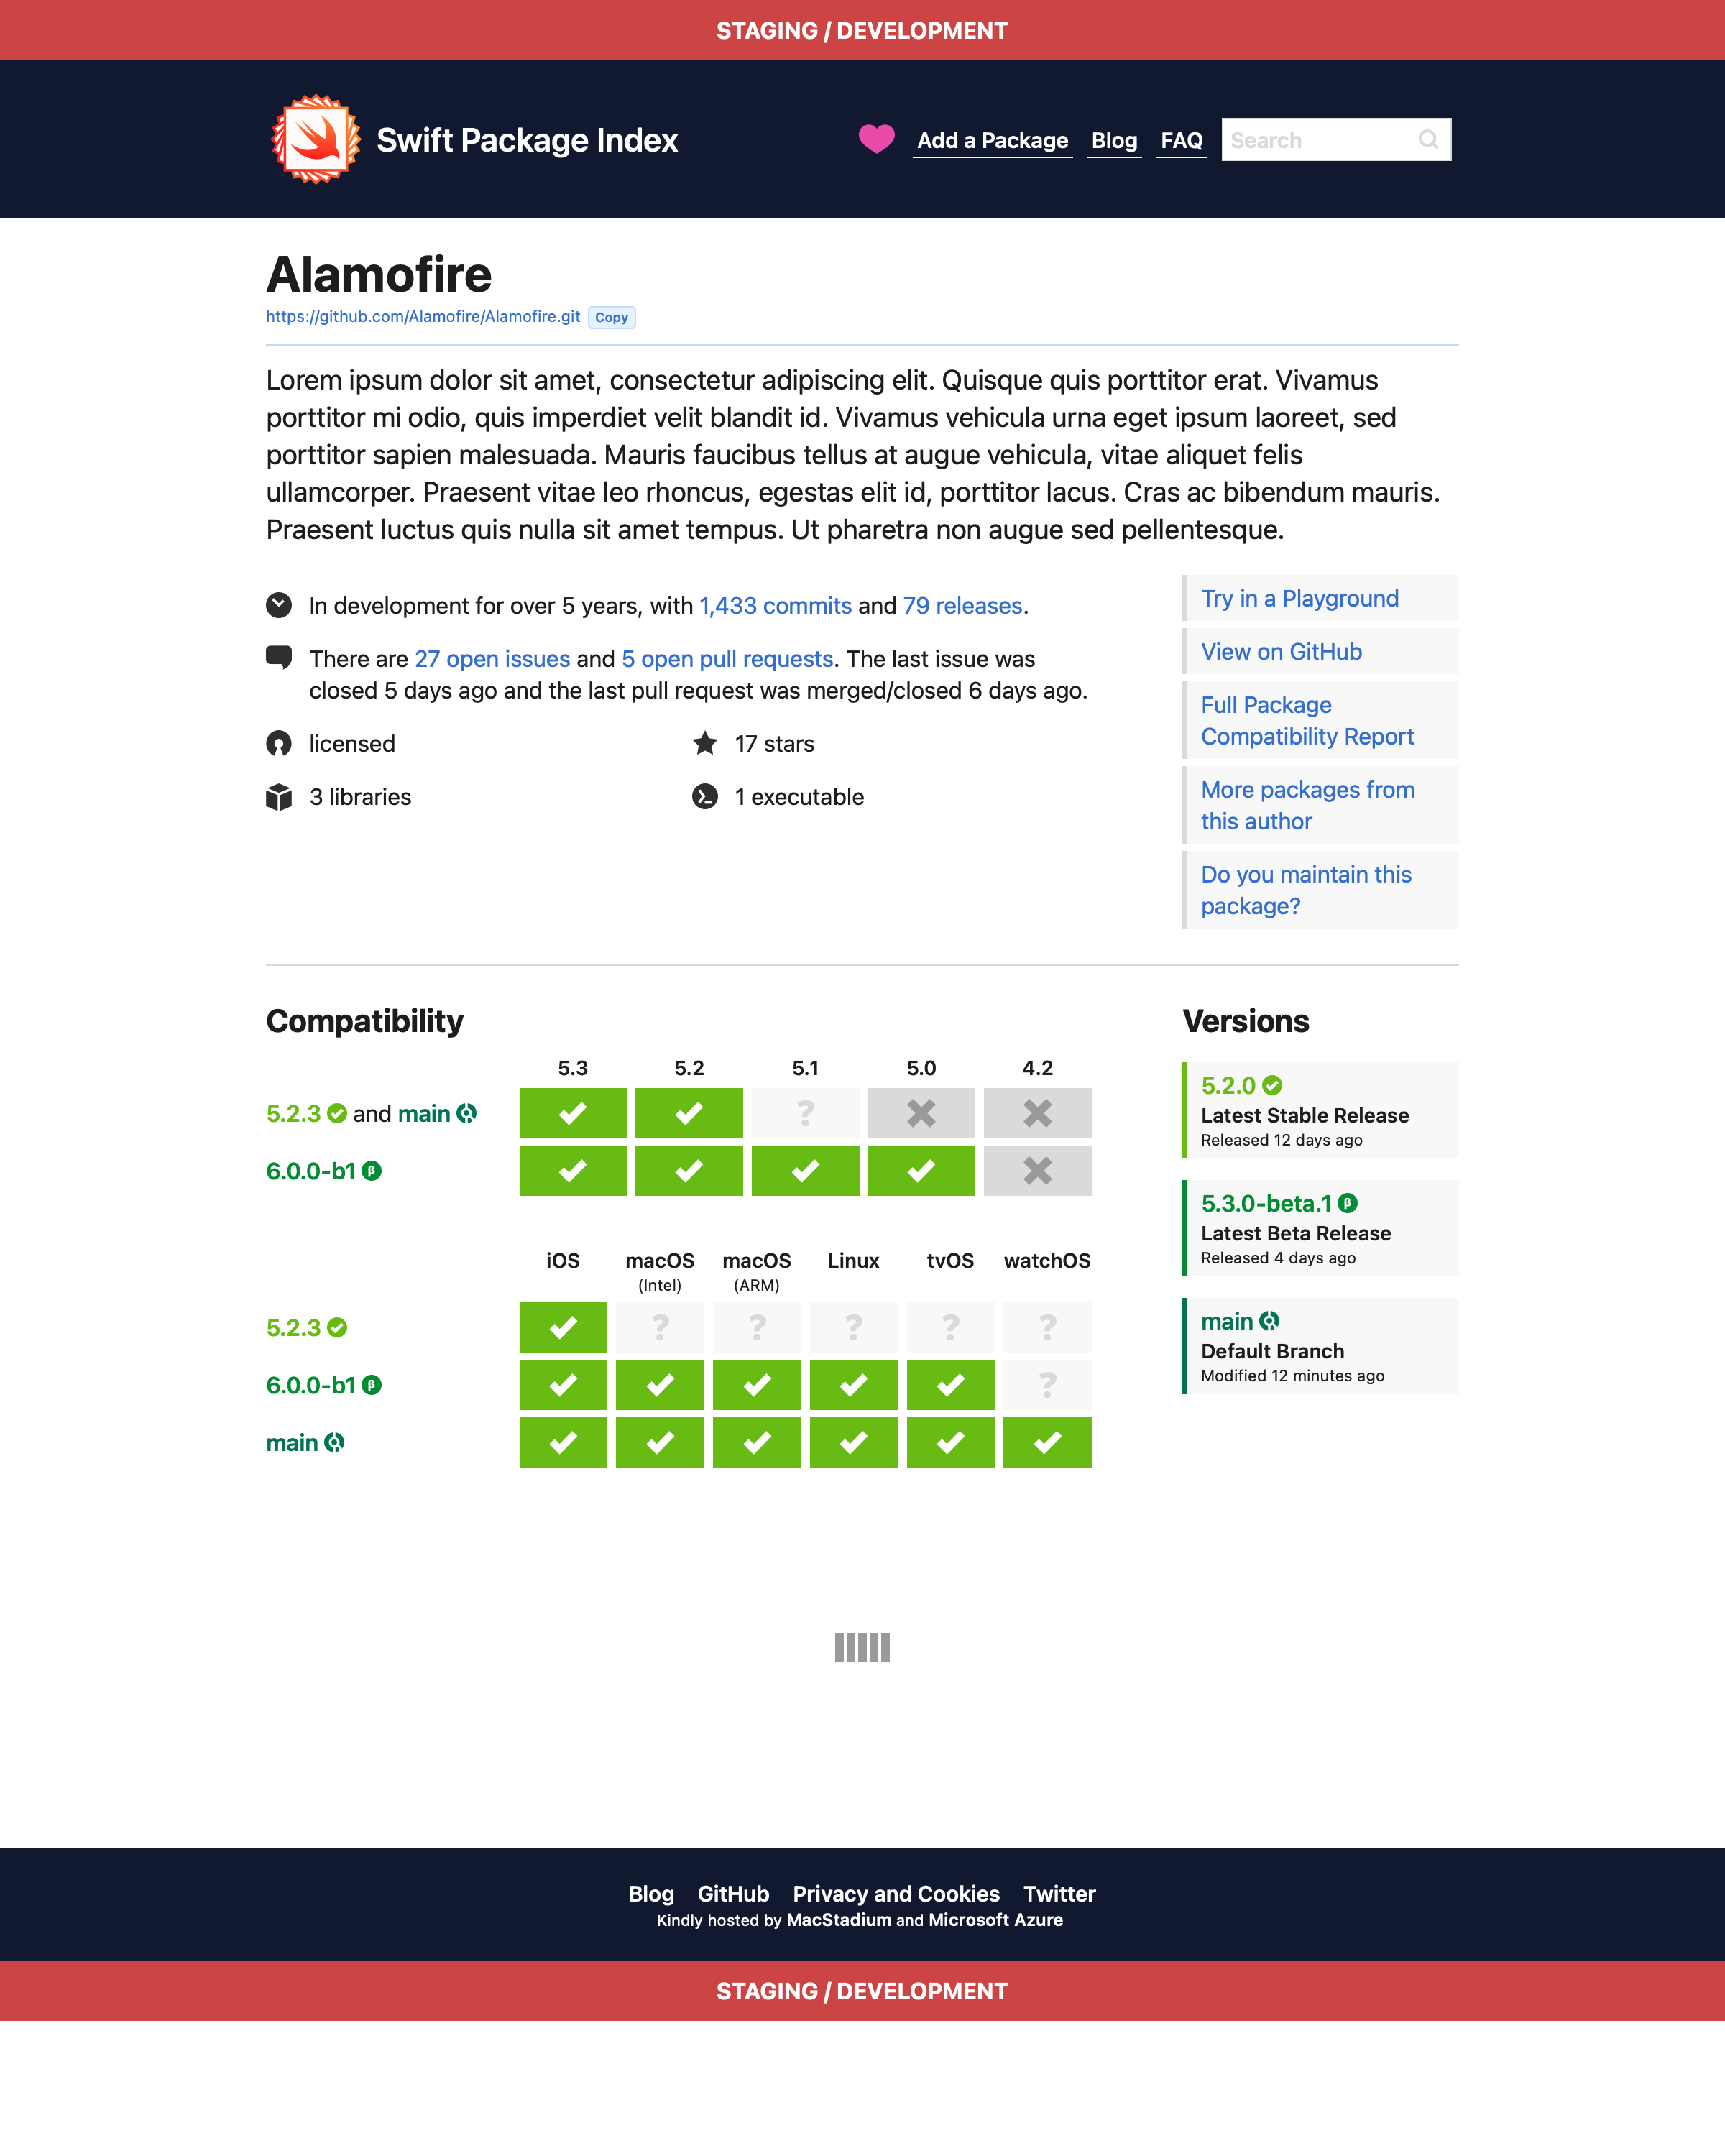 STAGING / DEVELOPMENT
Swift Package Index
Add a Package Blog FAQ Search
Alamofire
https://github.com/Alamofire/Alamofire.git Copy
Lorem ipsum dolor sit amet, consectetur adipiscing elit. Quisque quis porttitor erat. Vivamus
porttitor mi odio, quis imperdiet velit blandit id. Vivamus vehicula urna eget ipsum laoreet, sed
porttitor sapien malesuada. Mauris faucibus tellus at augue vehicula, vitae aliquet felis
ullamcorper. Praesent vitae leo rhoncus, egestas elit id, porttitor lacus. Cras ac bibendum mauris.
Praesent luctus quis nulla sit amet tempus. Ut pharetra non augue sed pellentesque.
In development for over 5 years, with 1,433 commits and 79 releases.
There are 27 open issues and 5 open pull requests. The last issue was
closed 5 days ago and the last pull request was merged/closed 6 days ago.
licensed
17 stars
3 libraries
1 executable
Try in a Playground
View on GitHub
Full Package
Compatibility Report
More packages from
this author
Do you maintain this
package?
Compatibility
5.3 5.2 5.1 5.0 4.2
5.2.3 and main ?
6.0.0-b1 β
iOS macOS macOS Linux tvOS watchOS
(Intel) (ARM)
5.2.3 ? ? ? ? ?
6.0.0-b1 β ?
main
Versions
5.2.0
Latest Stable Release
Released 12 days ago
5.3.0-beta.1 β
Latest Beta Release
Released 4 days ago
main
Default Branch
Modified 12 minutes ago
Blog GitHub Privacy and Cookies Twitter
Kindly hosted by MacStadium and Microsoft Azure
STAGING / DEVELOPMENT